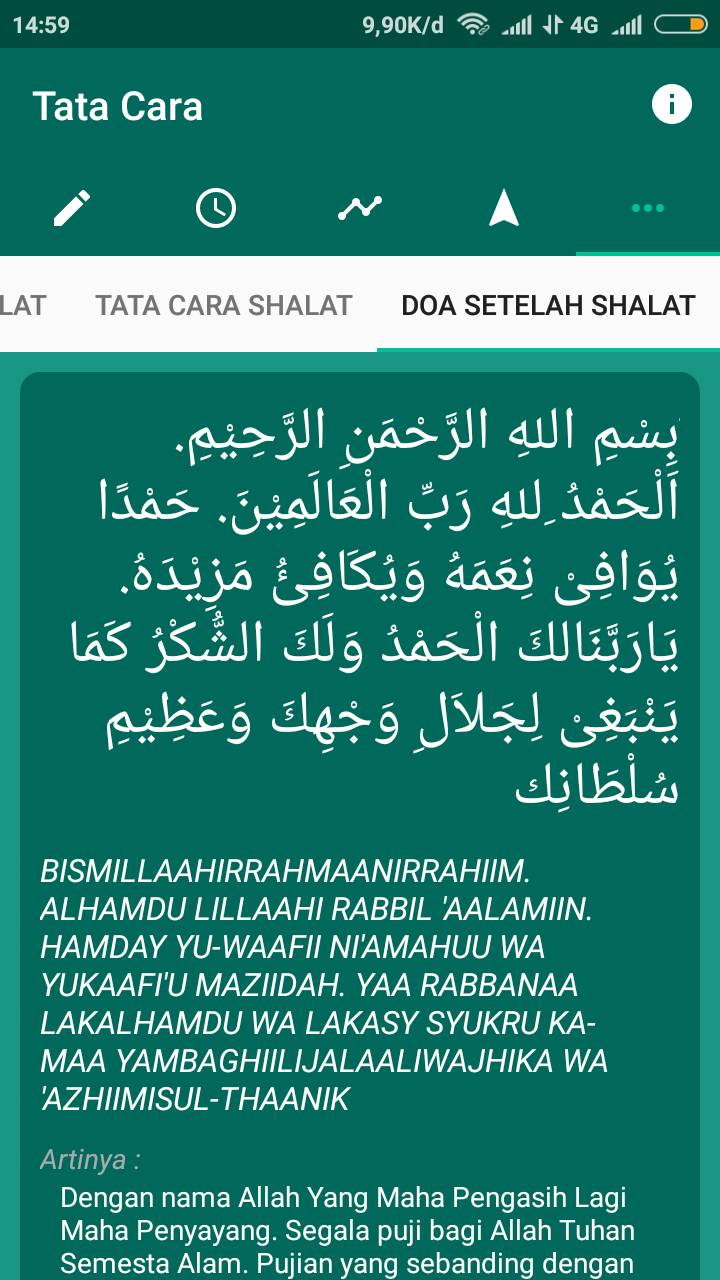 14:59
9,90K/d
4G
Tata Cara
LAT
TATA CARA SHALAT
DOA SETELAH SHALAT
بِسْمِ اللهِ الرَّحْمَنِ الرَّحِيْمِ.
اَلْحَمْدُ لِلهِ رَبِّ الْعَالَمِيْنَ. حَمْدًا
يُوَافِىْ نِعَمَهُ وَيُكَافِئُ مَزِيْدَهُ.
يَارَبَّنَالكَ الْحَمْدُ وَلَكَ الشُّكْرُ كَمَا
يَنْبَغِىْ لِجَلاَلِ وَجْهِكَ وَعَظِيْمِ
سُلْطَانِك
BISMILLAAHIRRAHMAANIRRAHIIM.
ALHAMDU LILLAAHI RABBIL 'AALAMIIN.
HAMDAY YU-WAAFII NI'AMAHUU WA
YUKAAFI'U MAZIIDAH. YAA RABBANAA
LAKALHAMDU WA LAKASY SYUKRU KA-
MAA YAMBAGHIILIJALAALIWAJHIKA WA
'AZHIIMISUL-THAANIK
Artinya :
Dengan nama Allah Yang Maha Pengasih Lagi
Maha Penyayang. Segala puji bagi Allah Tuhan
Semesta Alam. Pujian yang sebanding dengan